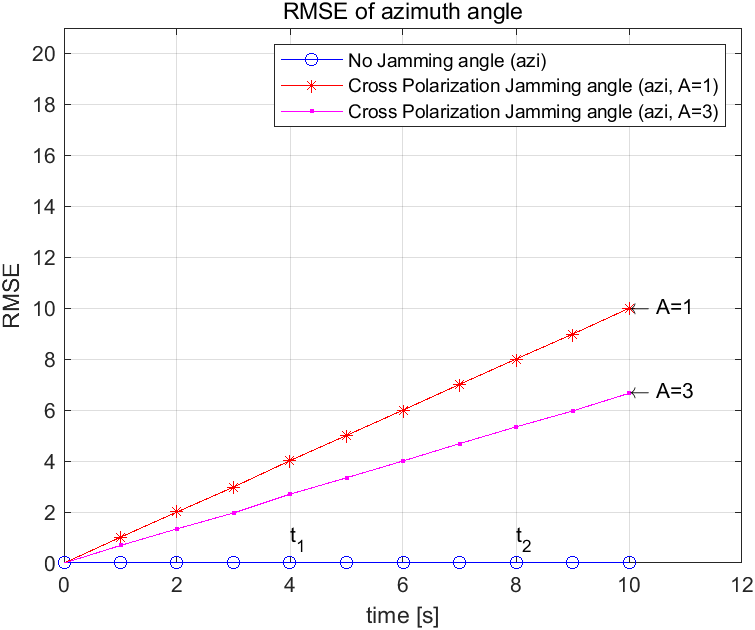 RMSE of azimuth angle
No Jamming angle (azi)
Cross Polarization Jamming angle (azi, A=1)
Cross Polarization Jamming angle (azi, A=3)
20
18
16
14
12
10
8
6
4
2
0
RMSE
A=1
A=3
t1
t2
0 2 4 6 8 10 12
time [s]